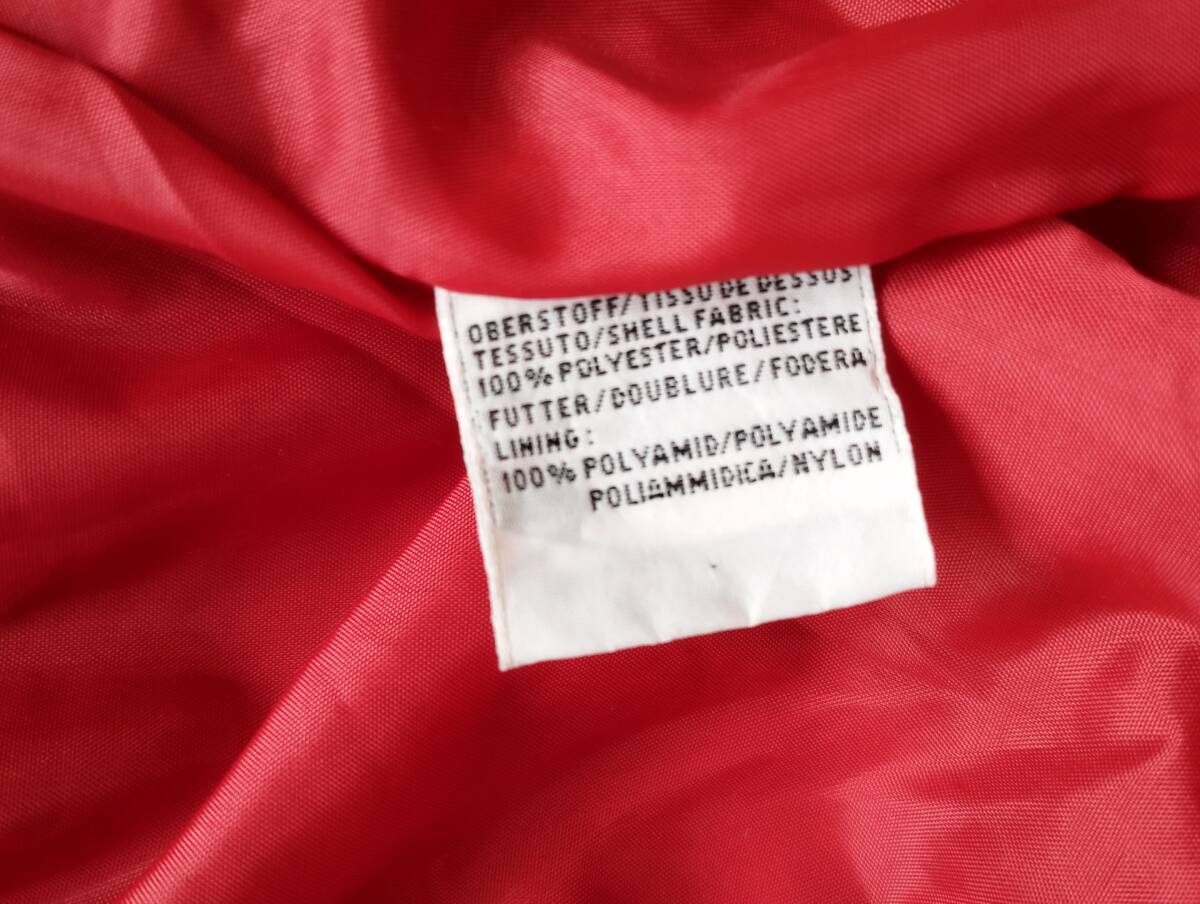 OBERSTOFF/TISSU DE DESSUS
TESSUTO/SHELL FABRIC:
100% POLYESTER/POLIESTERE
FUTTER/DOUBLURE/FODERA
LINING:
100% POLYAMID/POLYAMIDE
POLIAMMIDICA/NYLON